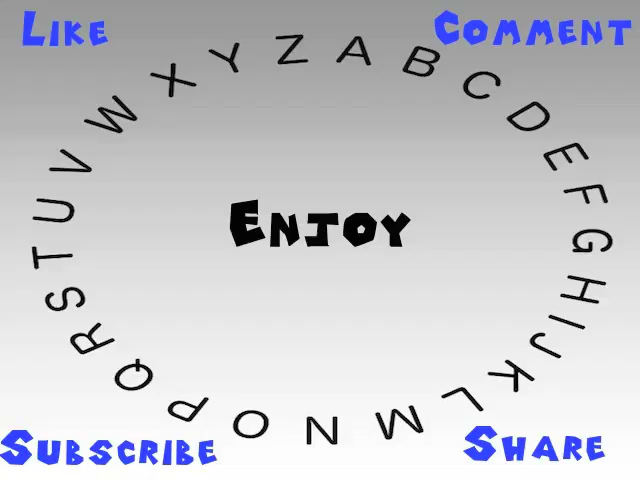 Like
Comment
A B C D E F G H I J K L M N O P Q R S T U V W X Y Z
Enjoy
Subscribe
Share